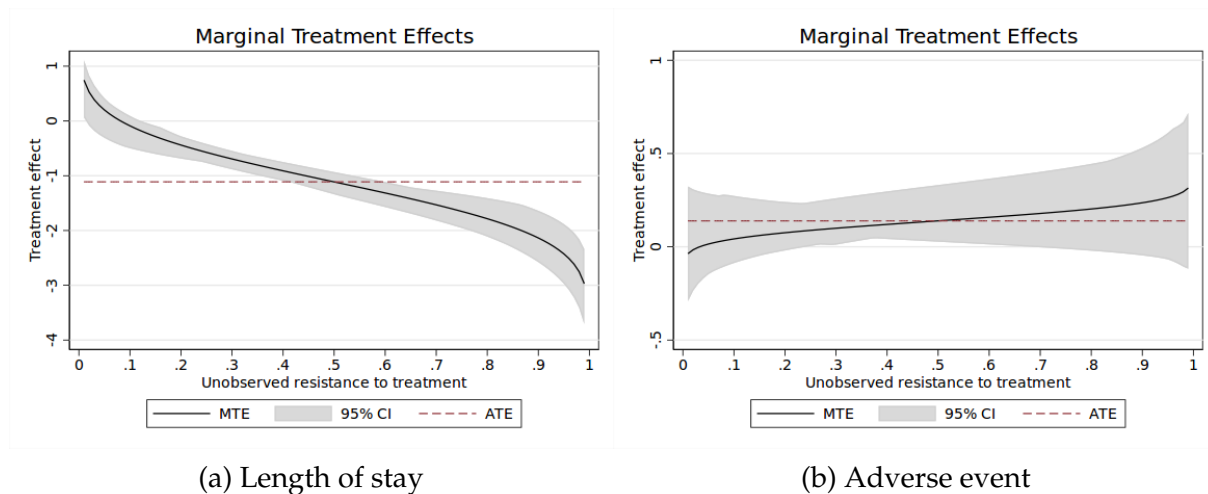 Marginal Treatment Effects
Treatment effect
1
0
-1
-2
-3
-4
0 .1 .2 .3 .4 .5 .6 .7 .8 .9 1
Unobserved resistance to treatment
MTE 95% CI ATE
(a) Length of stay
Marginal Treatment Effects
Treatment effect
1
.5
0
-.5
0 .1 .2 .3 .4 .5 .6 .7 .8 .9 1
Unobserved resistance to treatment
MTE 95% CI ATE
(b) Adverse event